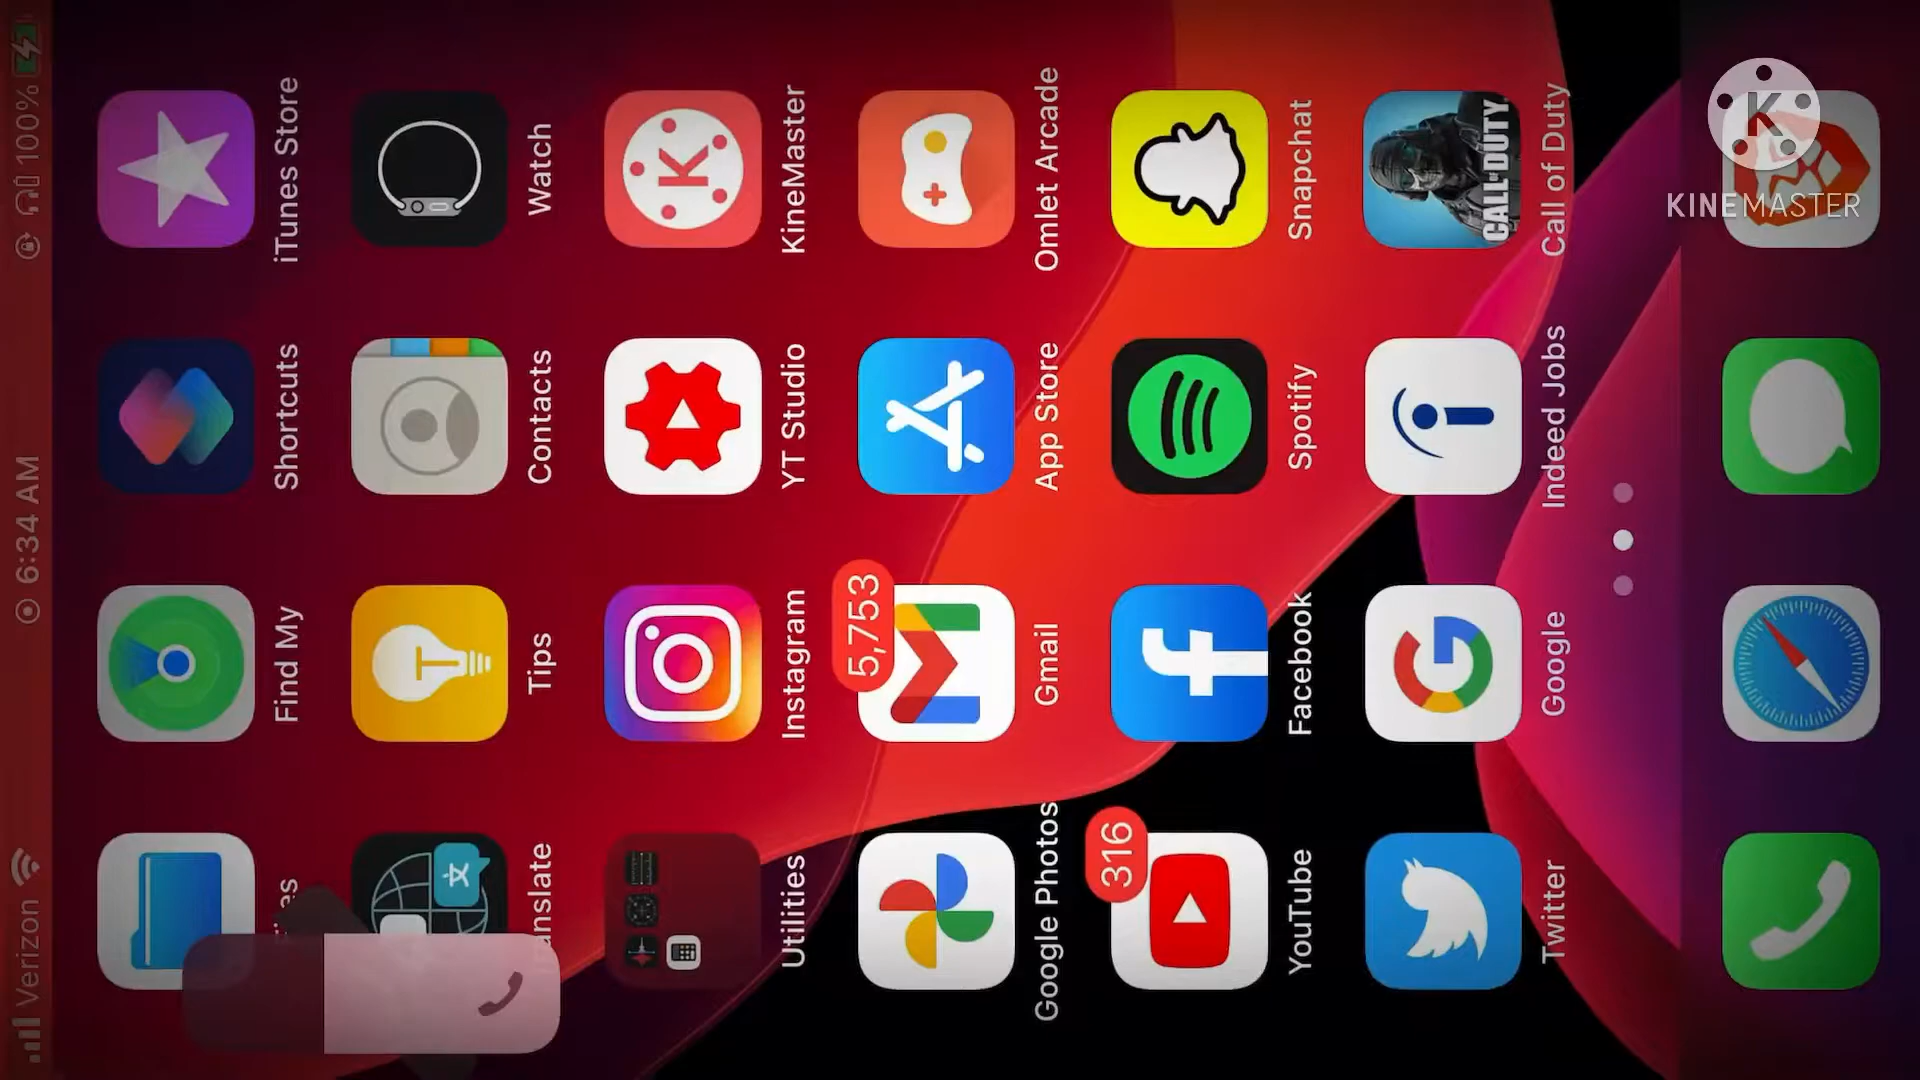 Verizon 6:34 AM 100%
Find My Shortcuts iTunes Store
Tips Contacts Watch
Utilities Instagram YT Studio KineMaster
5,753
Google Photos Gmail App Store Omlet Arcade
316
YouTube Facebook Spotify Snapchat
CALL OF DUTY
Twitter Google Indeed Jobs Call of Duty
KINEMASTER